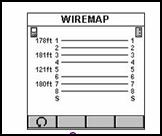 WIREMAP
178ft 1 1
2 2
181ft 3 3
4 4
121ft 5 5
6 6
180ft 7 7
8 8
S S